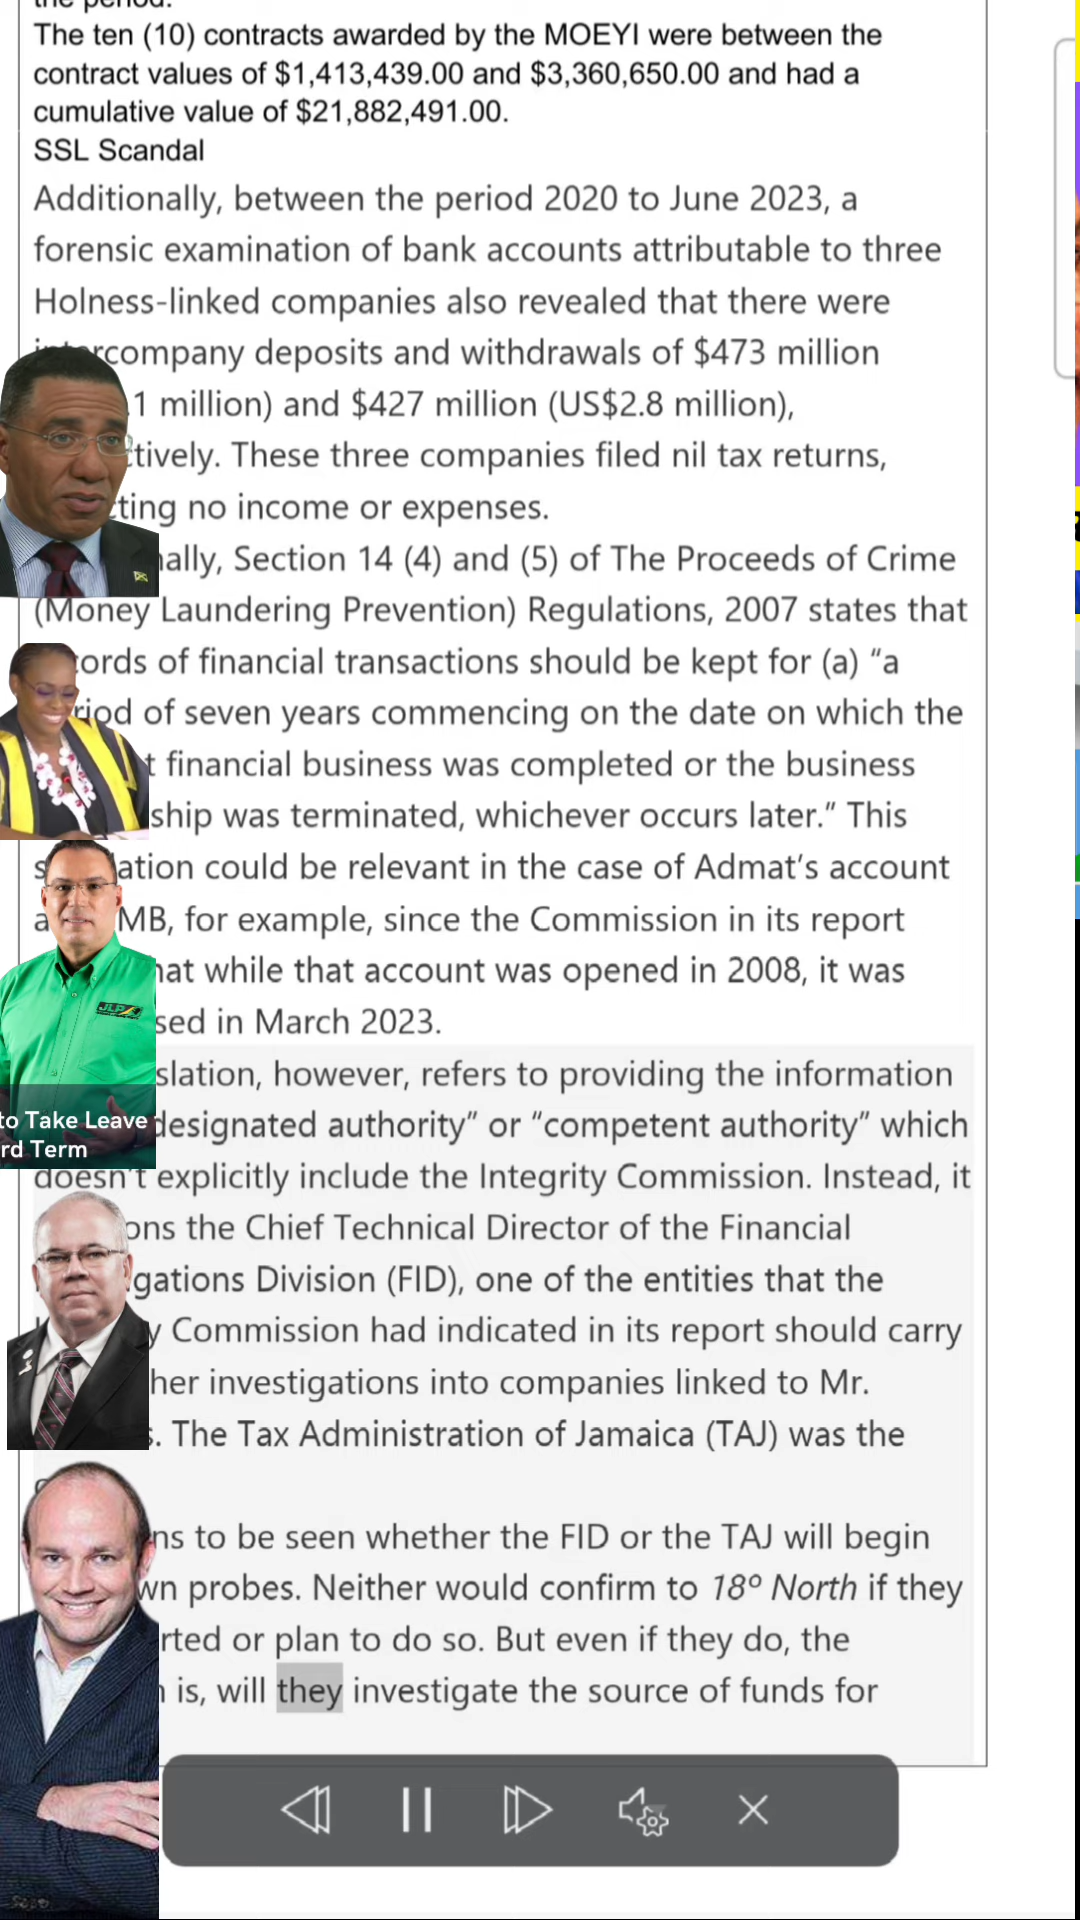 the period.
The ten (10) contracts awarded by the MOEYI were between the
contract values of $1,413,439.00 and $3,360,650.00 and had a
cumulative value of $21,882,491.00.
SSL Scandal
Additionally, between the period 2020 to June 2023, a
forensic examination of bank accounts attributable to three
Holness-linked companies also revealed that there were
rcompany deposits and withdrawals of $473 million
1 million) and $427 million (US$2.8 million),
tively. These three companies filed nil tax returns,
ting no income or expenses.
ally, Section 14 (4) and (5) of The Proceeds of Crime
(Money Laundering Prevention) Regulations, 2007 states that
ords of financial transactions should be kept for (a) “a
riod of seven years commencing on the date on which the
t financial business was completed or the business
ship was terminated, whichever occurs later.” This
s ation could be relevant in the case of Admat’s account
a MB, for example, since the Commission in its report
hat while that account was opened in 2008, it was
sed in March 2023.
JLP
slation, however, refers to providing the information
to Take Leave
designated authority” or “competent authority” which
rd Term
doesn’t explicitly include the Integrity Commission. Instead, it
ons the Chief Technical Director of the Financial
gations Division (FID), one of the entities that the
y Commission had indicated in its report should carry
her investigations into companies linked to Mr.
s. The Tax Administration of Jamaica (TAJ) was the
ns to be seen whether the FID or the TAJ will begin
wn probes. Neither would confirm to 18º North if they
rted or plan to do so. But even if they do, the
n is, will they investigate the source of funds for